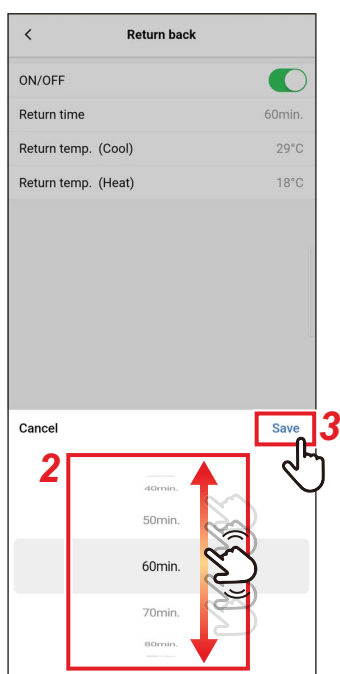 Return back
ON/OFF
Return time 60min.
Return temp. (Cool) 29°C
Return temp. (Heat) 18°C
Cancel Save 3
2
40min.
50min.
60min.
70min.
80min.